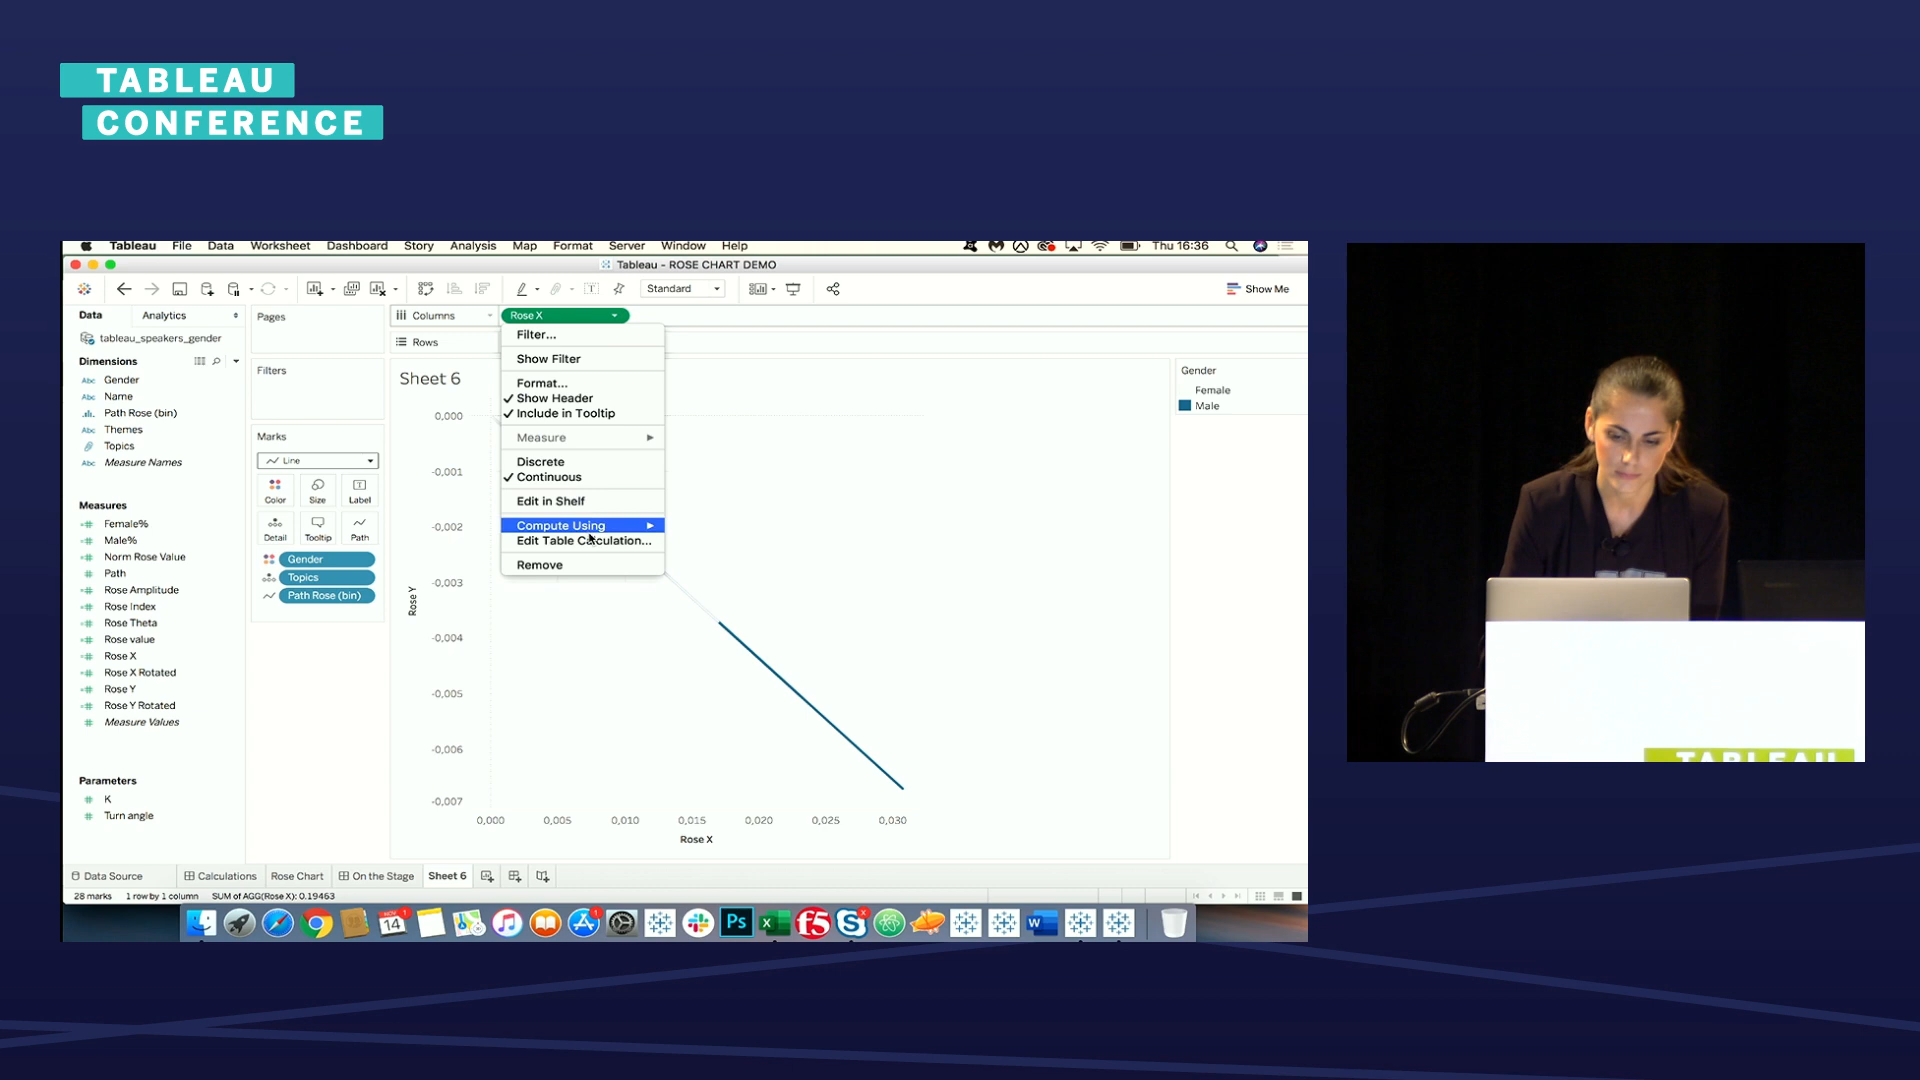 TABLEAU
CONFERENCE
Tableau File Data Worksheet Dashboard Story Analysis Map Format Server Window Help
Thu 16:36
Tableau - ROSE CHART DEMO
Standard
Show Me
Data Analytics
Pages
Columns
Rose X
tableau_speakers_gender
Rows
Dimensions
Gender
Name
Path Rose (bin)
Themes
Topics
Measure Names
Filters
Measures
Female%
Male%
Norm Rose Value
Path
Rose Amplitude
Rose Index
Rose Theta
Rose value
Rose X
Rose X Rotated
Rose Y
Rose Y Rotated
Measure Values
Parameters
K
Turn angle
Marks
Line
Color Size Label
Detail Tooltip Path
Gender
Topics
Path Rose (bin)
Sheet 6
Filter...
Show Filter
Format...
Show Header
Include in Tooltip
Measure
Discrete
Continuous
Edit in Shelf
Compute Using
Edit Table Calculation...
Remove
0,000
-0,001
-0,002
-0,003
-0,004
-0,005
-0,006
-0,007
Rose Y
0,000 0,005 0,010 0,015 0,020 0,025 0,030
Rose X
Gender
Female
Male
Data Source Calculations Rose Chart On the Stage Sheet 6
28 marks 1 row by 1 column SUM of AGG(Rose X): 0.19463
NOV
14
Ps
X
f5
S
W
TABLEAU